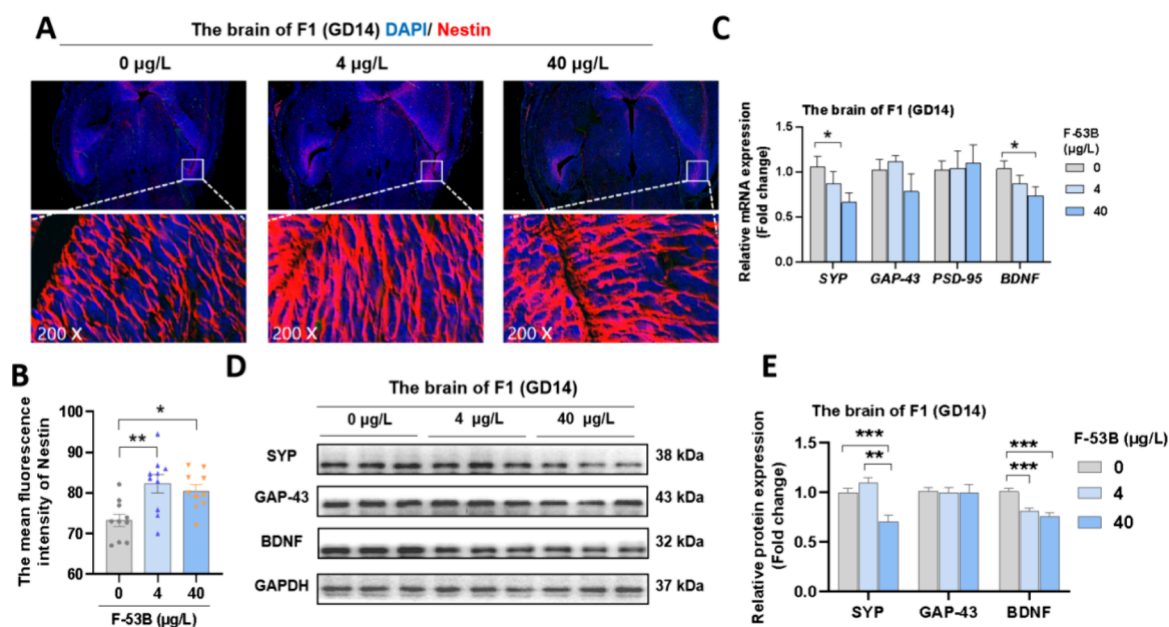 A
The brain of F1 (GD14) DAPI/ Nestin
0 μg/L 4 μg/L 40 μg/L
200 X 200 X 200 X
B
The mean fluorescence
intensity of Nestin
100
90
80
70
60
**
*
0 4 40
F-53B (μg/L)
C
The brain of F1 (GD14)
Relative mRNA expression
(Fold change)
1.5
1.0
0.5
0.0
*
*
SYP GAP-43 PSD-95 BDNF
F-53B
(μg/L)
0
4
40
D
The brain of F1 (GD14)
0 μg/L 4 μg/L 40 μg/L
SYP 38 kDa
GAP-43 43 kDa
BDNF 32 kDa
GAPDH 37 kDa
E
The brain of F1 (GD14)
Relative protein expression
(Fold change)
1.5
1.0
0.5
0.0
***
**
***
***
SYP GAP-43 BDNF
F-53B (μg/L)
0
4
40